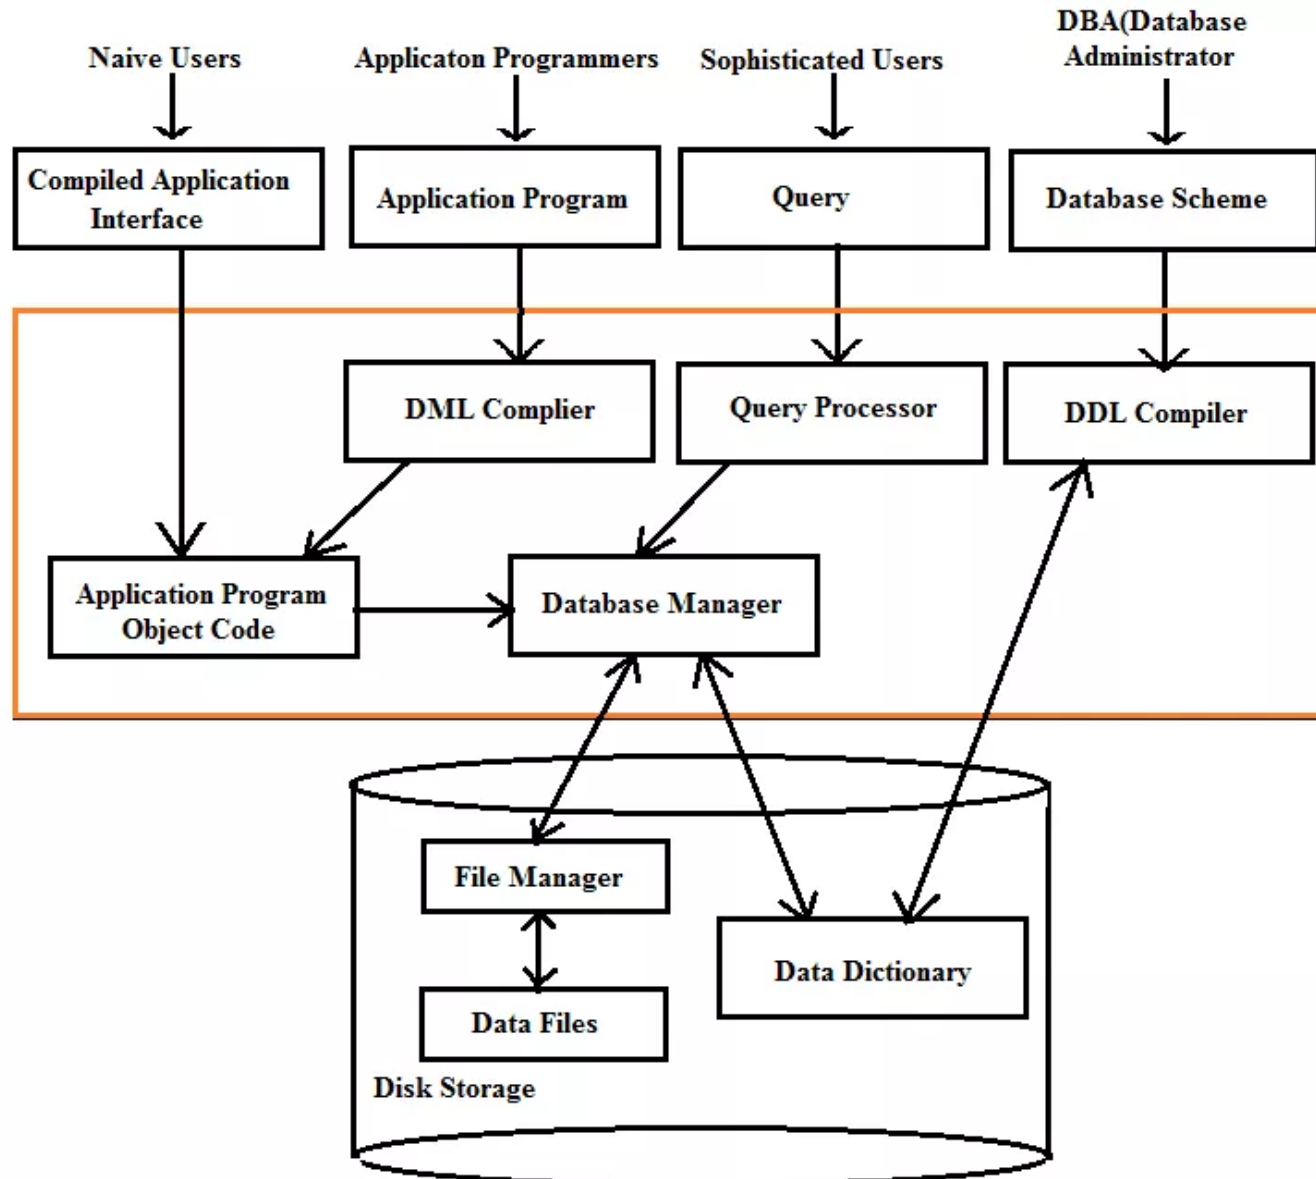 Naive Users
Applicaton Programmers
Sophisticated Users
DBA(Database
Administrator
Compiled Application
Interface
Application Program
Query
Database Scheme
DML Complier
Query Processor
DDL Compiler
Application Program
Object Code
Database Manager
File Manager
Data Dictionary
Data Files
Disk Storage